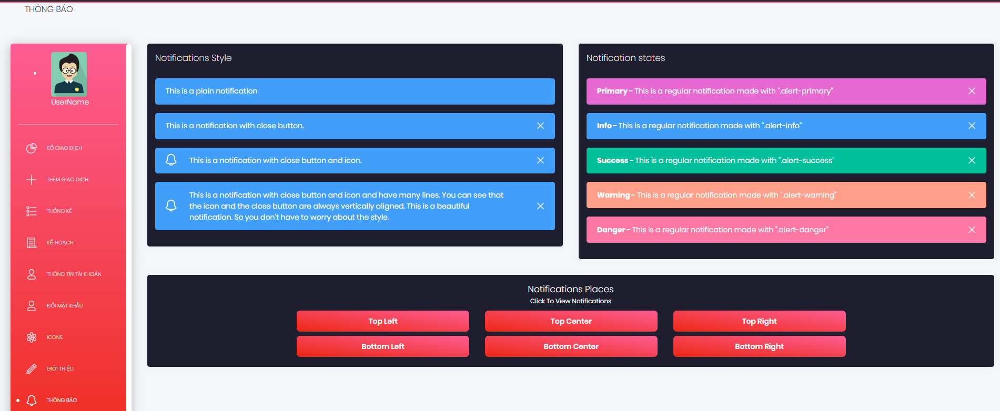 THÔNG BÁO
UserName
SỔ GIAO DỊCH
THÊM GIAO DỊCH
THỐNG KÊ
KẾ HOẠCH
THÔNG TIN TÀI KHOẢN
ĐỔI MẬT KHẨU
ICONS
GIỚI THIỆU
THÔNG BÁO
Notifications Style
This is a plain notification
This is a notification with close button.
This is a notification with close button and icon.
This is a notification with close button and icon and have many lines. You can see that
the icon and the close button are always vertically aligned. This is a beautiful
notification. So you don't have to worry about the style.
Notification states
Primary - This is a regular notification made with ".alert-primary"
Info - This is a regular notification made with ".alert-info"
Success - This is a regular notification made with ".alert-success"
Warning - This is a regular notification made with ".alert-warning"
Danger - This is a regular notification made with ".alert-danger"
Notifications Places
Click To View Notifications
Top Left
Top Center
Top Right
Bottom Left
Bottom Center
Bottom Right